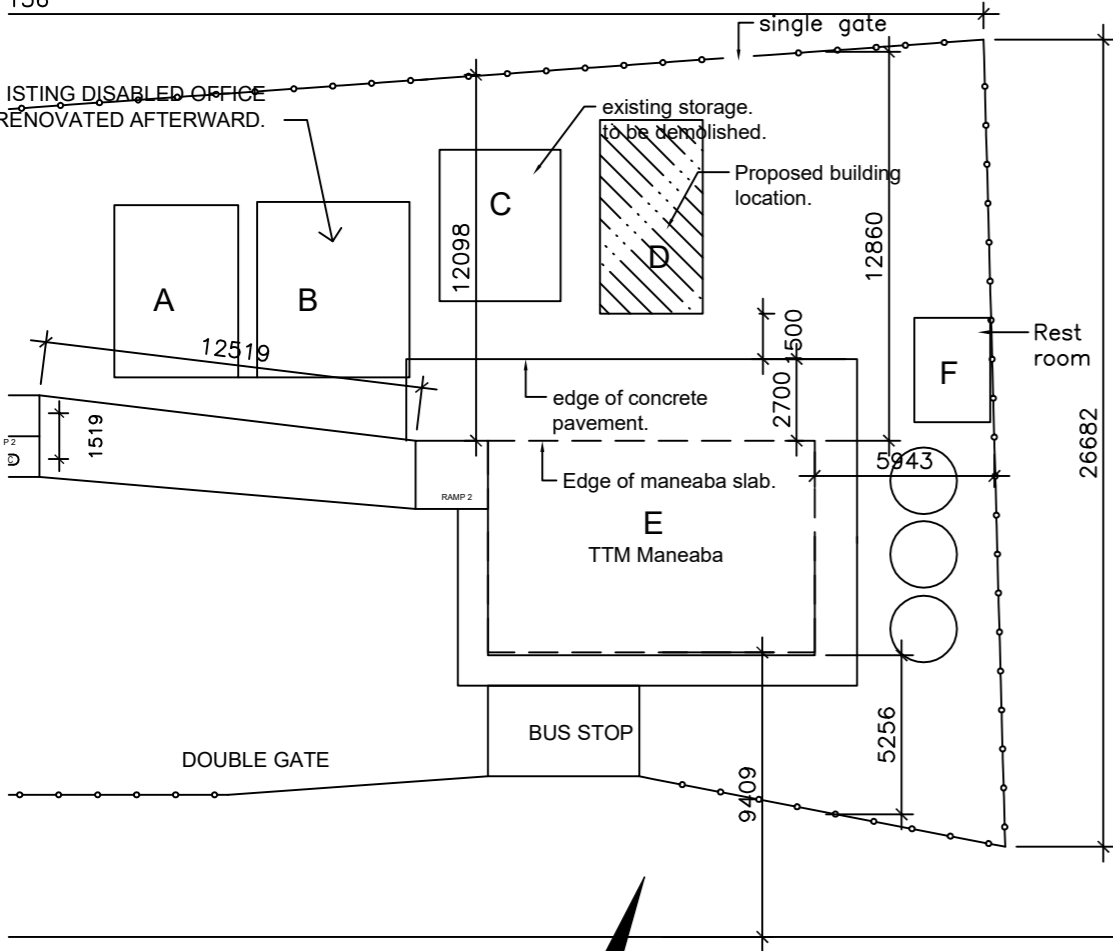 single gate
ISTING DISABLED OFFICE
RENOVATED AFTERWARD.
existing storage.
to be demolished.
Proposed building
location.
C
12098
D
12860
A
B
12519
1500
2700
F
Rest
room
edge of concrete
pavement.
1519
P 2
RAMP 2
Edge of maneaba slab.
5943
26682
E
TTM Maneaba
5256
9409
BUS STOP
DOUBLE GATE